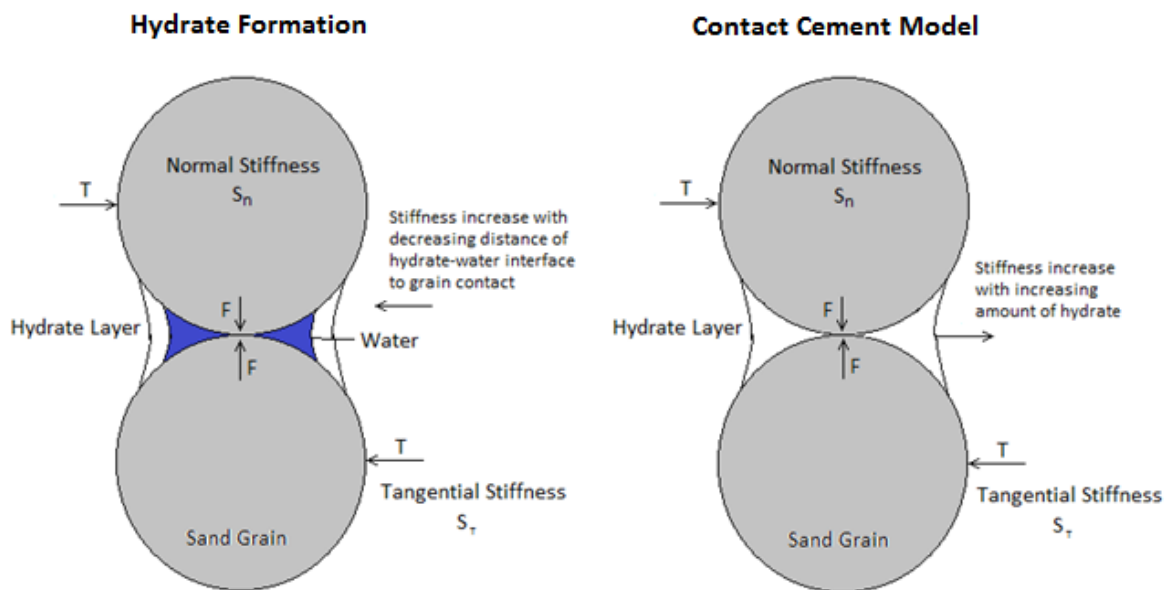 Hydrate Formation
Normal Stiffness
Sn
T
Stiffness increase with
decreasing distance of
hydrate-water interface
to grain contact
F
Hydrate Layer
Water
F
T
Tangential Stiffness
Sτ
Sand Grain
Contact Cement Model
Normal Stiffness
Sn
T
Stiffness increase
with increasing
amount of hydrate
F
Hydrate Layer
F
T
Tangential Stiffness
Sτ
Sand Grain